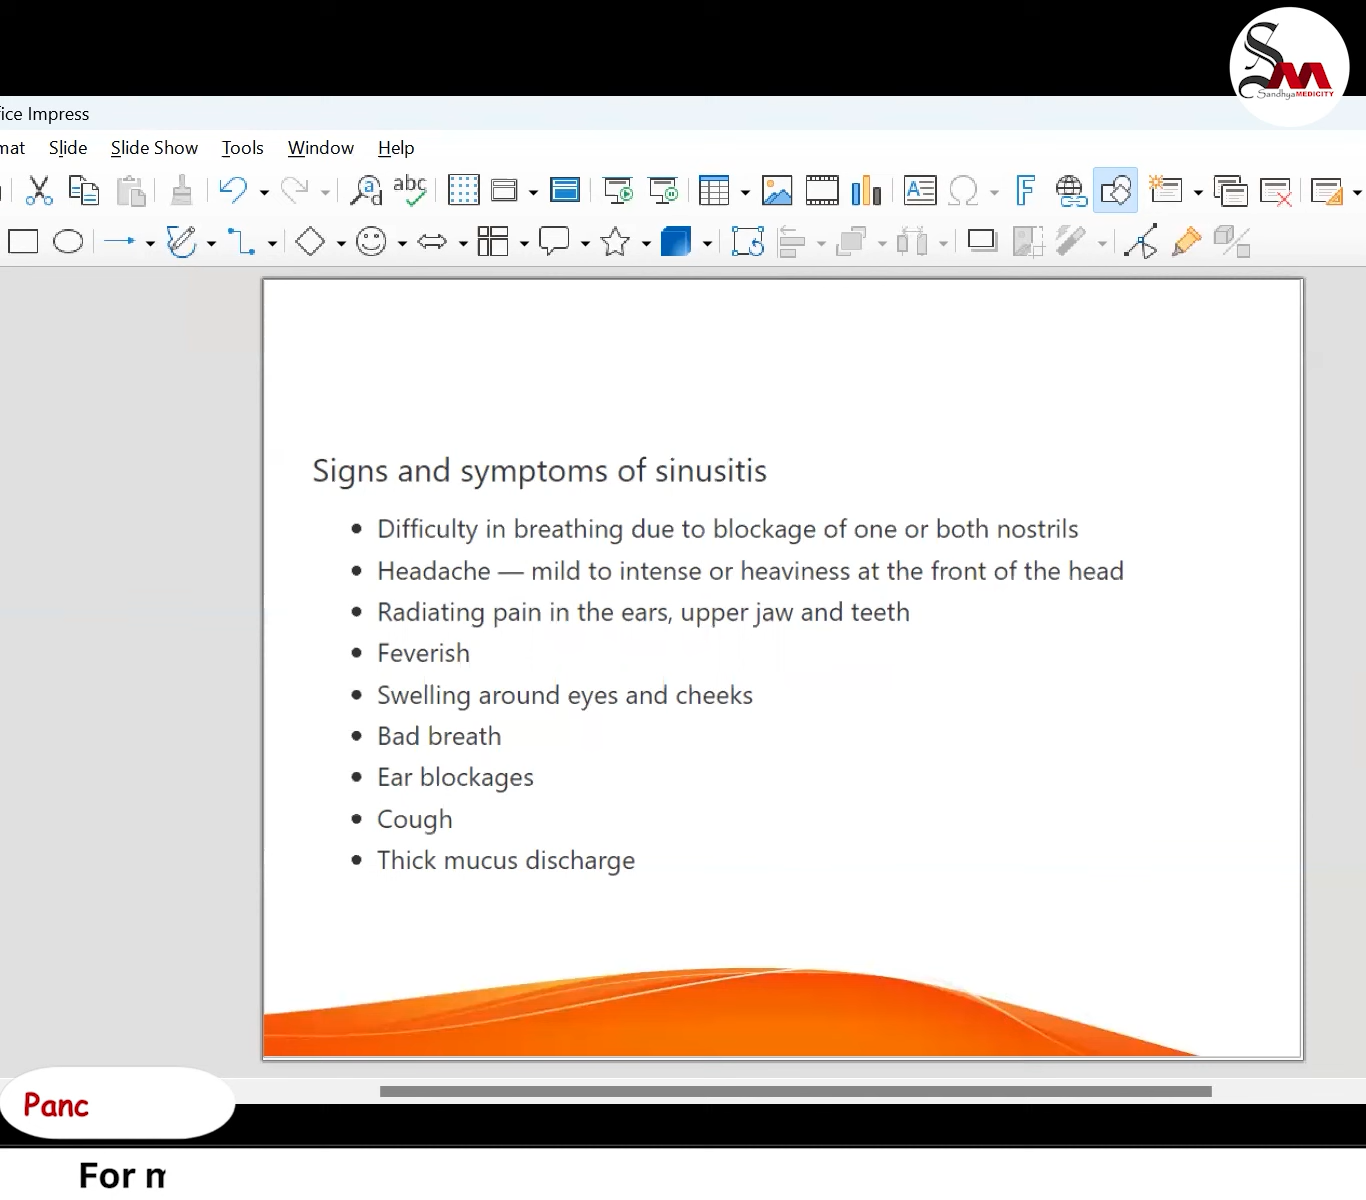 Sandhya MEDICITY
ice Impress
mat Slide Slide Show Tools Window Help
Signs and symptoms of sinusitis
• Difficulty in breathing due to blockage of one or both nostrils
• Headache — mild to intense or heaviness at the front of the head
• Radiating pain in the ears, upper jaw and teeth
• Feverish
• Swelling around eyes and cheeks
• Bad breath
• Ear blockages
• Cough
• Thick mucus discharge
Panc
For m